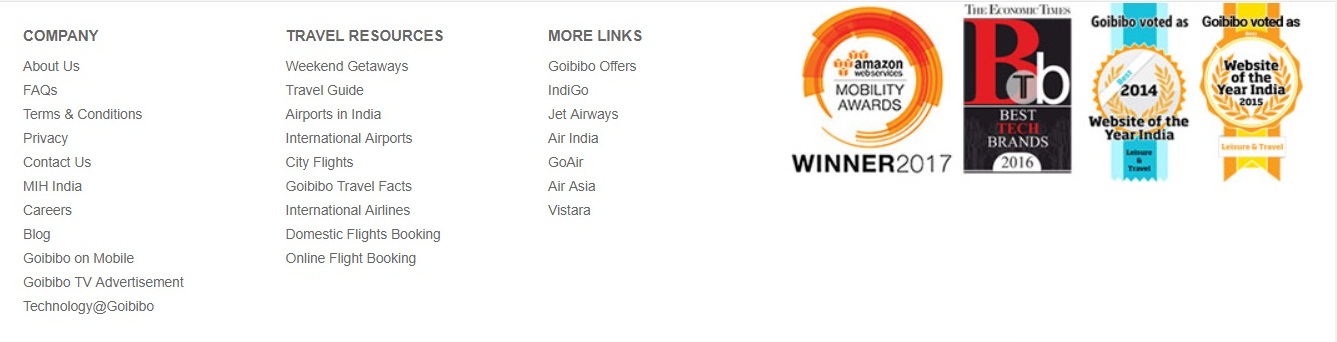 COMPANY
About Us
FAQs
Terms & Conditions
Privacy
Contact Us
MIH India
Careers
Blog
Goibibo on Mobile
Goibibo TV Advertisement
Technology@Goibibo
TRAVEL RESOURCES
Weekend Getaways
Travel Guide
Airports in India
International Airports
City Flights
Goibibo Travel Facts
International Airlines
Domestic Flights Booking
Online Flight Booking
MORE LINKS
Goibibo Offers
IndiGo
Jet Airways
Air India
GoAir
Air Asia
Vistara
amazon
webservices
MOBILITY
AWARDS
WINNER2017
THE ECONOMIC TIMES
BTb
BEST
TECH
BRANDS
2016
Goibibo voted as
Best
2014
Website of the
Year India
Leisure
&
Travel
Goibibo voted as
Best
Website
of the
Year India
2015
Leisure & Travel